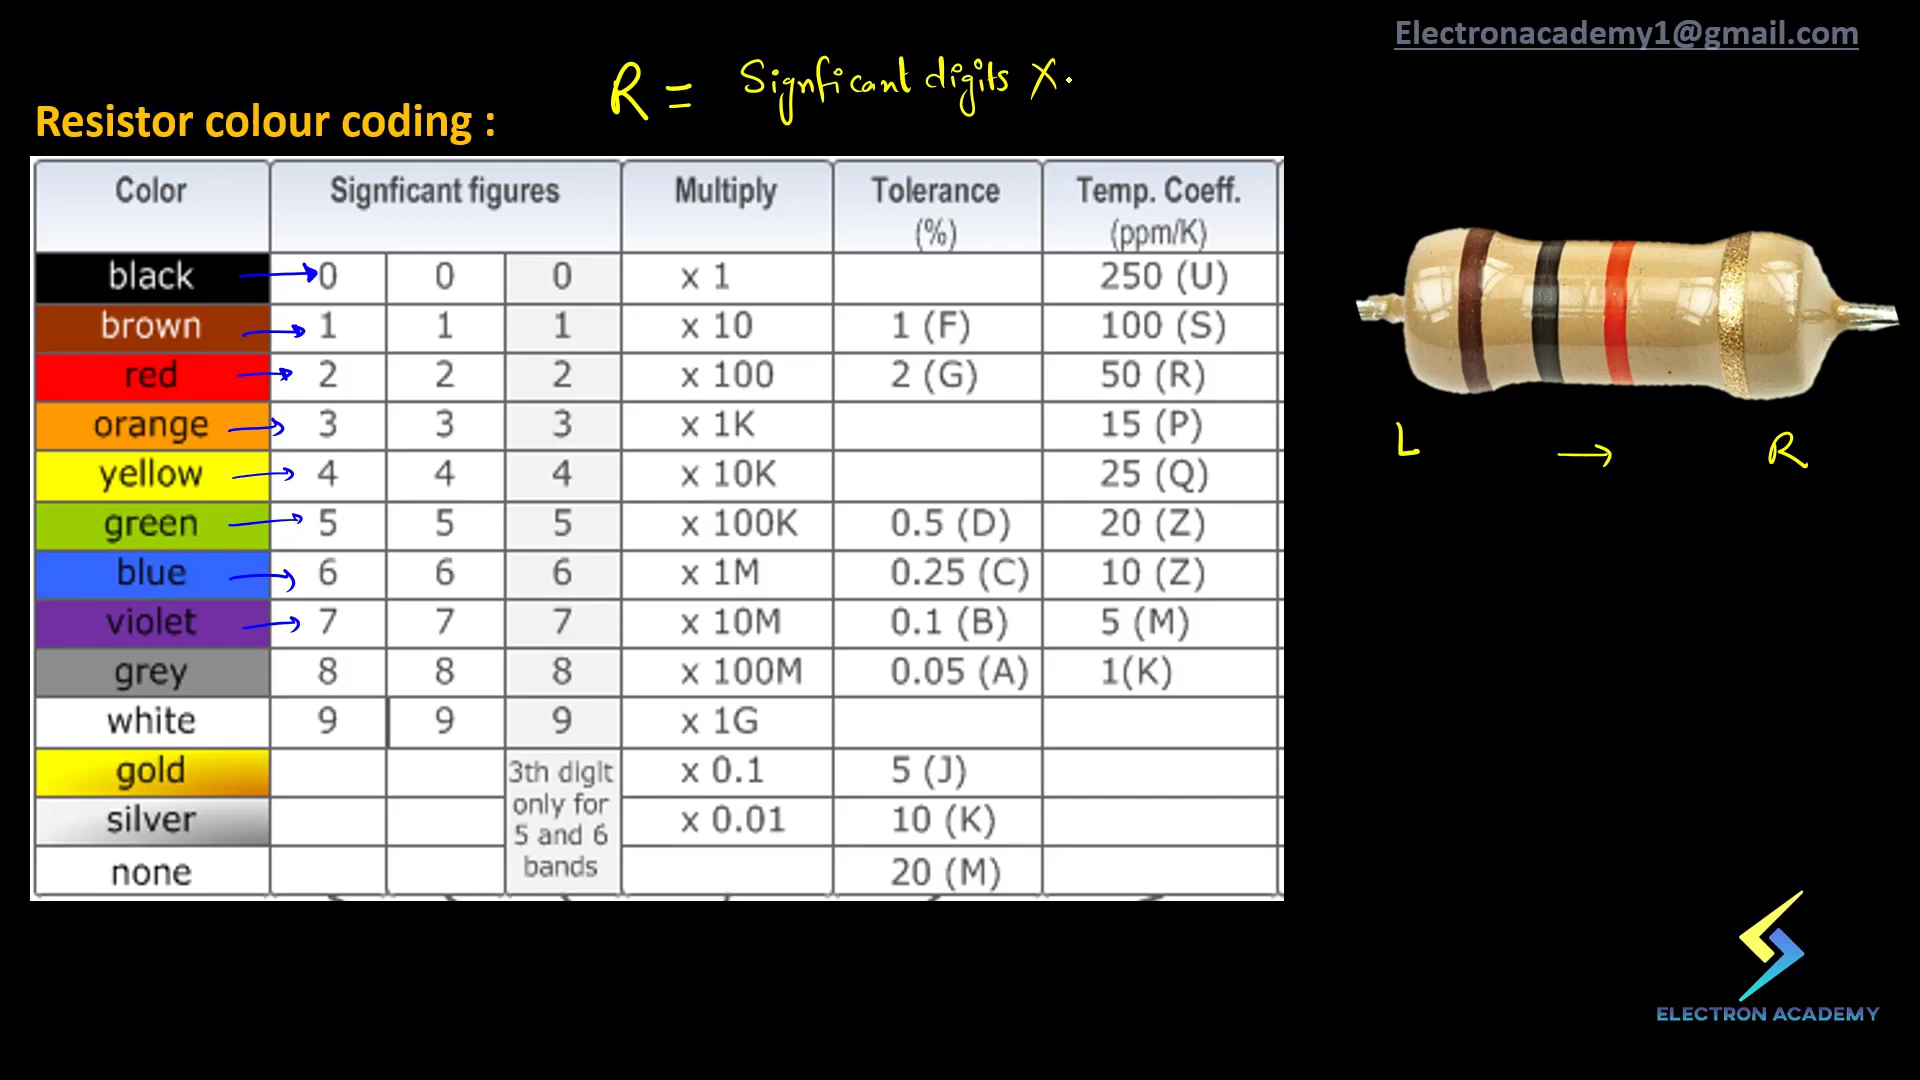 Electronacademy1@gmail.com
R = Signficant digits X.
Resistor colour coding :
Color Signficant figures Multiply Tolerance (%) Temp. Coeff. (ppm/K)
black 0 0 0 x 1 250 (U)
brown 1 1 1 x 10 1 (F) 100 (S)
red 2 2 2 x 100 2 (G) 50 (R)
orange 3 3 3 x 1K 15 (P)
yellow 4 4 4 x 10K 25 (Q)
green 5 5 5 x 100K 0.5 (D) 20 (Z)
blue 6 6 6 x 1M 0.25 (C) 10 (Z)
violet 7 7 7 x 10M 0.1 (B) 5 (M)
grey 8 8 8 x 100M 0.05 (A) 1(K)
white 9 9 9 x 1G
gold x 0.1 5 (J)
silver x 0.01 10 (K)
none 20 (M)
3th digit
only for
5 and 6
bands
L → R
ELECTRON ACADEMY